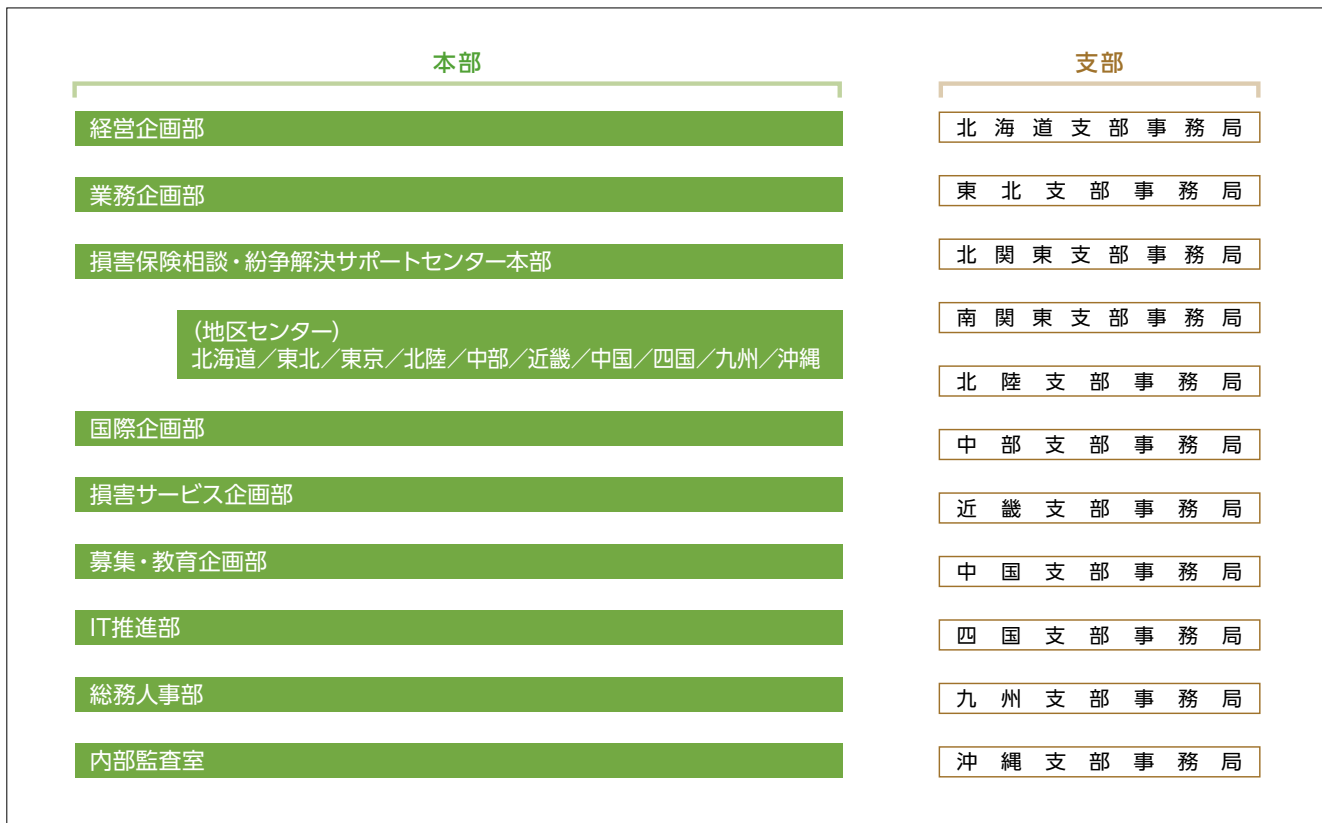 本部
経営企画部
業務企画部
損害保険相談・紛争解決サポートセンター本部
(地区センター)
北海道／東北／東京／北陸／中部／近畿／中国／四国／九州／沖縄
国際企画部
損害サービス企画部
募集・教育企画部
IT推進部
総務人事部
内部監査室
支部
北海道支部事務局
東北支部事務局
北関東支部事務局
南関東支部事務局
北陸支部事務局
中部支部事務局
近畿支部事務局
中国支部事務局
四国支部事務局
九州支部事務局
沖縄支部事務局